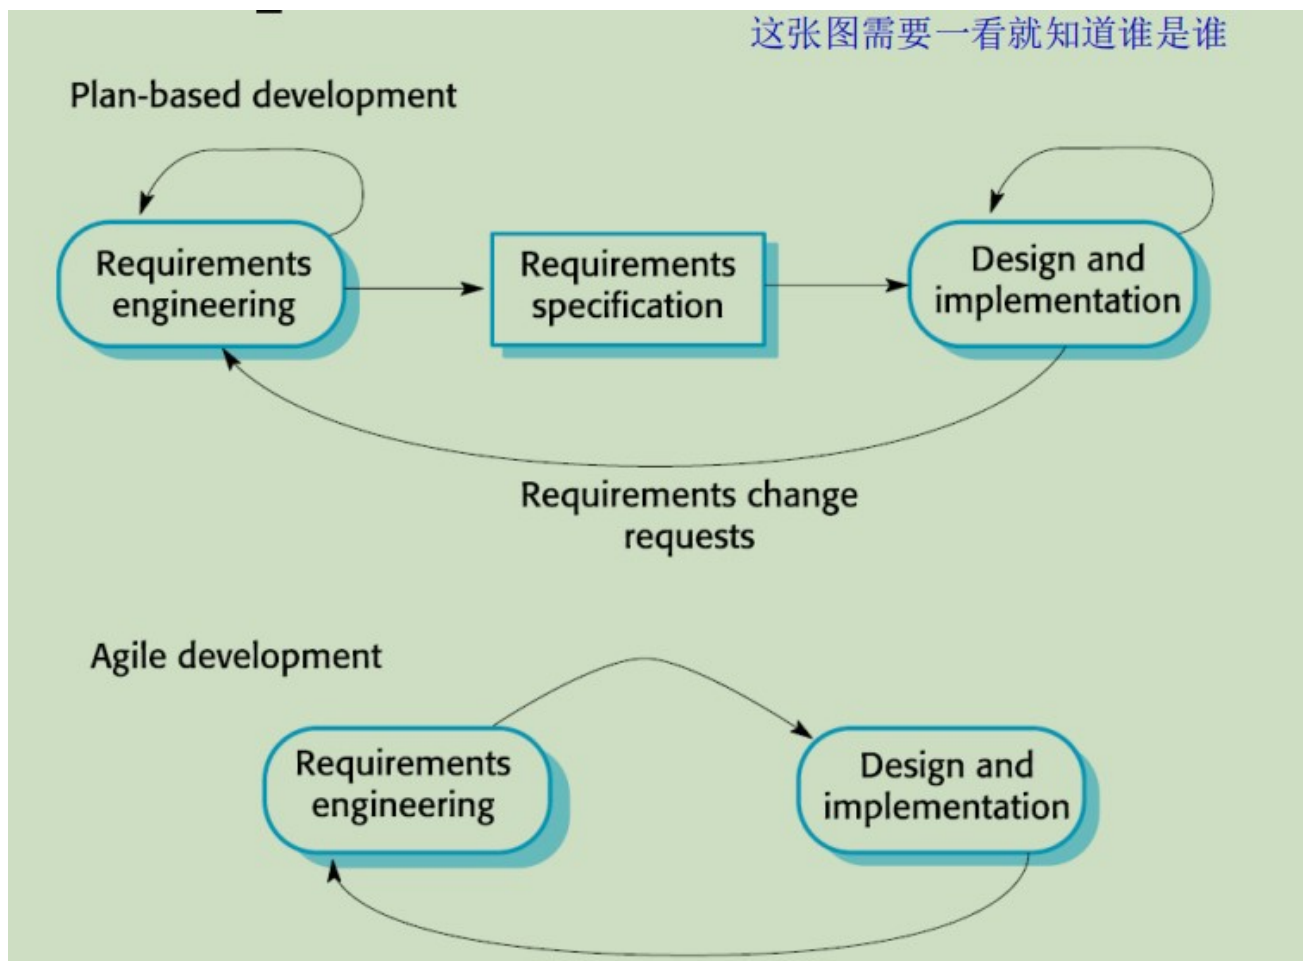 这张图需要一看就知道谁是谁
Plan-based development
Requirements
engineering
Requirements
specification
Design and
implementation
Requirements change
requests
Agile development
Requirements
engineering
Design and
implementation